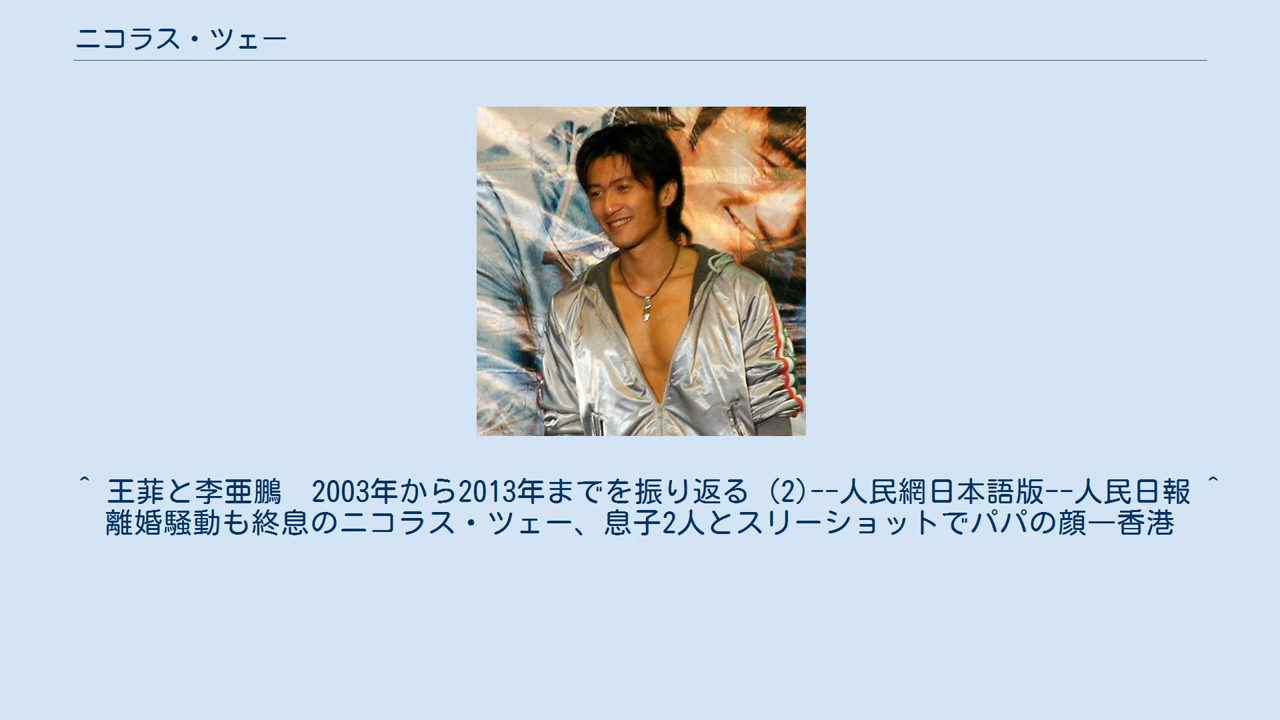 ニコラス・ツェー
^ 王菲と李亜鵬　2003年から2013年までを振り返る (2)--人民網日本語版--人民日報 ^
離婚騒動も終息のニコラス・ツェー、息子2人とスリーショットでパパの顔―香港